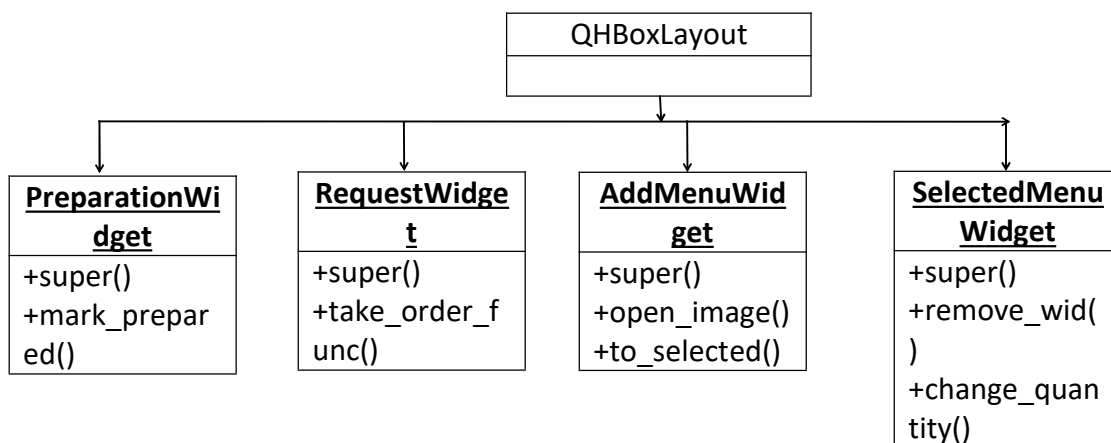 QHBoxLayout
PreparationWi
dget
+super()
+mark_prepar
ed()
RequestWidge
t
+super()
+take_order_f
unc()
AddMenuWid
get
+super()
+open_image()
+to_selected()
SelectedMenu
Widget
+super()
+remove_wid(
)
+change_quan
tity()